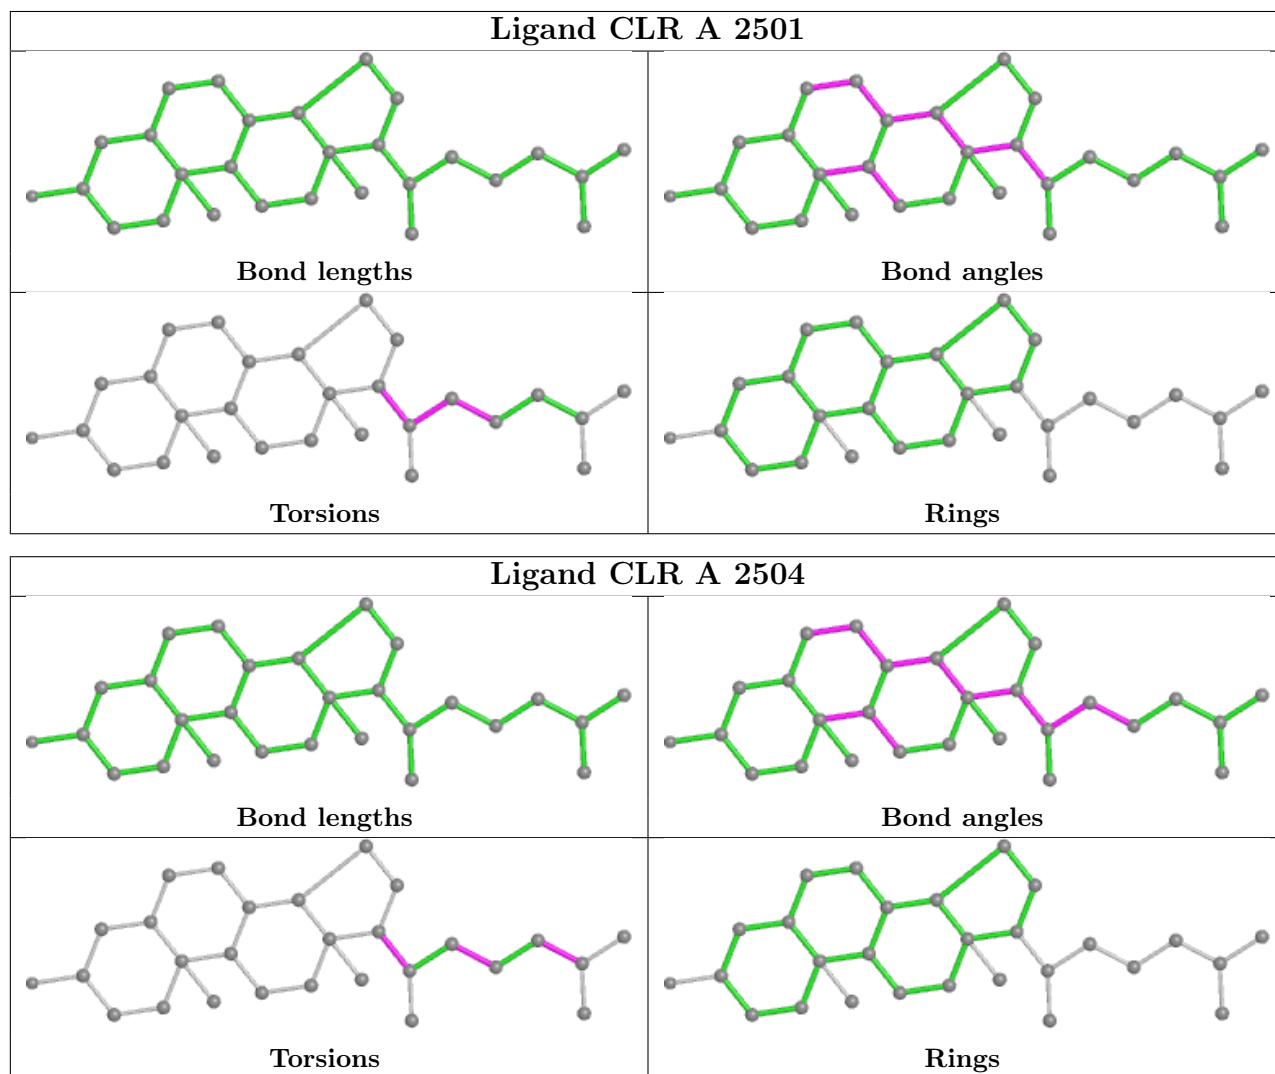 Ligand CLR A 2501
Bond lengths
Bond angles
Torsions
Rings
Ligand CLR A 2504
Bond lengths
Bond angles
Torsions
Rings